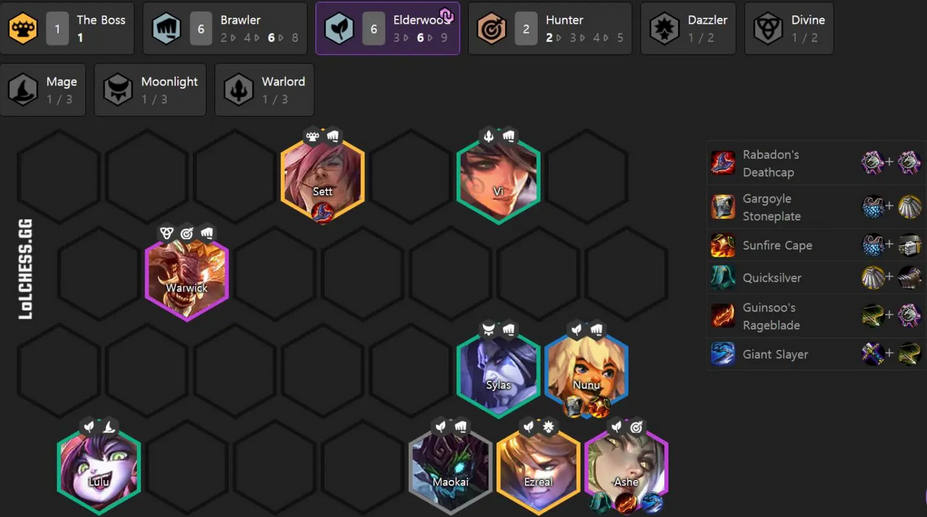 The Boss
1
1
Brawler
6
2 4 6 8
Elderwood
6
3 6 9
Hunter
2
2 3 4 5
Dazzler
1 / 2
Divine
1 / 2
Mage
1 / 3
Moonlight
1 / 3
Warlord
1 / 3
LoLCHESS.GG
Sett
Vi
Warwick
Sylas
Nunu
Lulu
Maokai
Ezreal
Ashe
Rabadon's
Deathcap
+
Gargoyle
Stoneplate
+
Sunfire Cape
+
Quicksilver
+
Guinsoo's
Rageblade
+
Giant Slayer
+